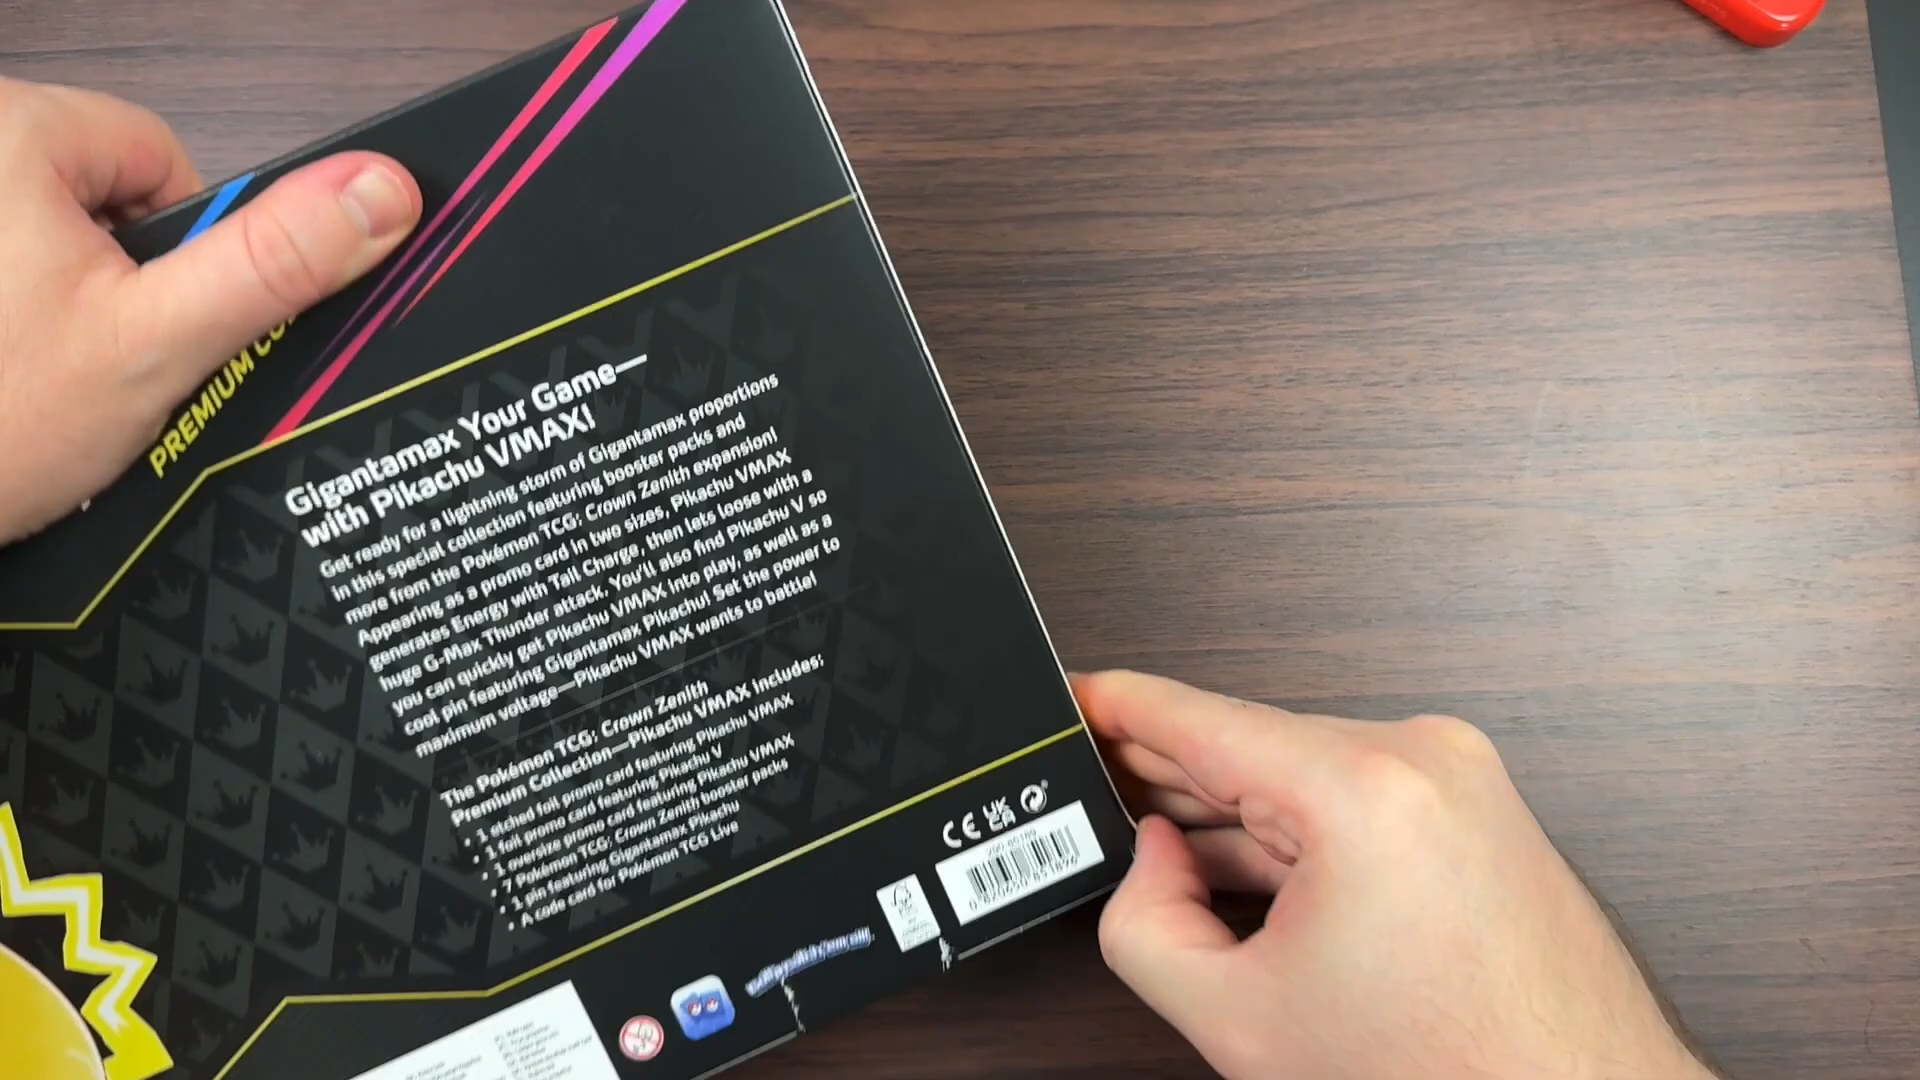 PREMIUM
Gigantamax Your Game—
with Pikachu VMAX!
Get ready for a lightning storm of Gigantamax proportions
in this special collection featuring booster packs and
more from the Pokémon TCG: Crown Zenith expansion!
Appearing as a promo card in two sizes, Pikachu VMAX
generates Energy with Tail Charge, then lets loose with a
huge G-Max Thunder attack. You'll also find Pikachu V so
you can quickly get Pikachu VMAX into play, as well as a
cool pin featuring Gigantamax Pikachu! Set the power to
maximum voltage—Pikachu VMAX wants to battle!
The Pokémon TCG: Crown Zenith
Premium Collection—Pikachu VMAX includes:
• 1 etched foil promo card featuring Pikachu VMAX
• 1 foil promo card featuring Pikachu V
• 1 oversize promo card featuring Pikachu VMAX
• 7 Pokémon TCG: Crown Zenith booster packs
• 1 pin featuring Gigantamax Pikachu
• A code card for Pokémon TCG Live
CE UK CA
290-85189
0 820650 851896